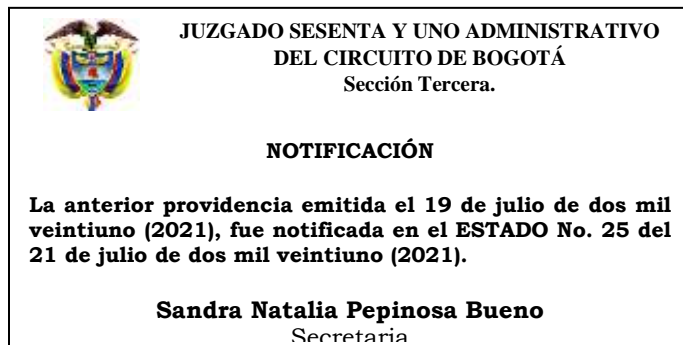 JUZGADO SESENTA Y UNO ADMINISTRATIVO
DEL CIRCUITO DE BOGOTÁ
Sección Tercera.
NOTIFICACIÓN
La anterior providencia emitida el 19 de julio de dos mil
veintiuno (2021), fue notificada en el ESTADO No. 25 del
21 de julio de dos mil veintiuno (2021).
Sandra Natalia Pepinosa Bueno
Secretaria